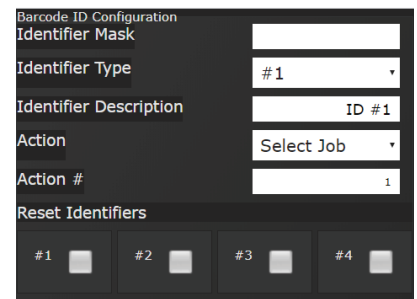 Barcode ID Configuration
Identifier Mask
Identifier Type #1
Identifier Description ID #1
Action Select Job
Action # 1
Reset Identifiers
#1 #2 #3 #4